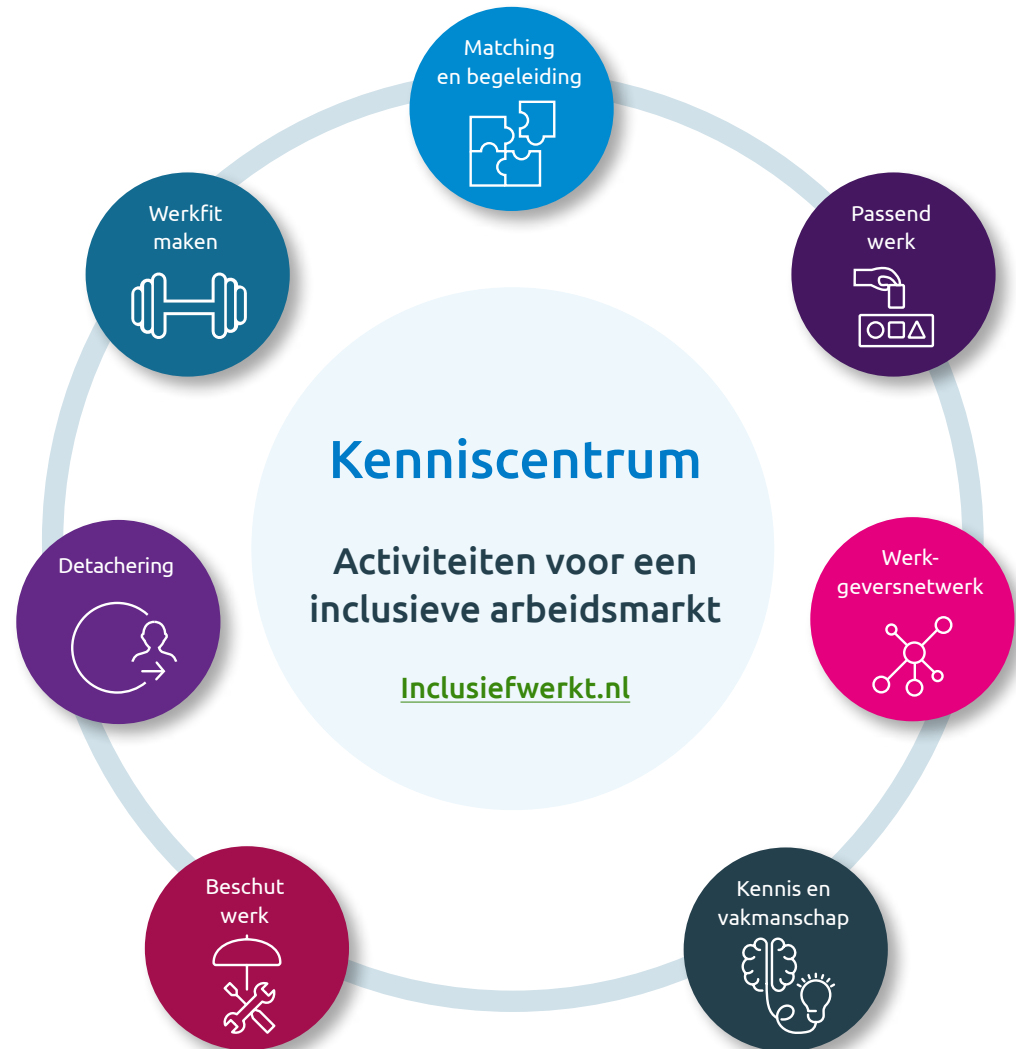 Matching
en begeleiding
Werkfit
maken
Passend
werk
Kenniscentrum
Activiteiten voor een
inclusieve arbeidsmarkt
Inclusiefwerkt.nl
Detachering
Werk-
geversnetwerk
Beschut
werk
Kennis en
vakmanschap